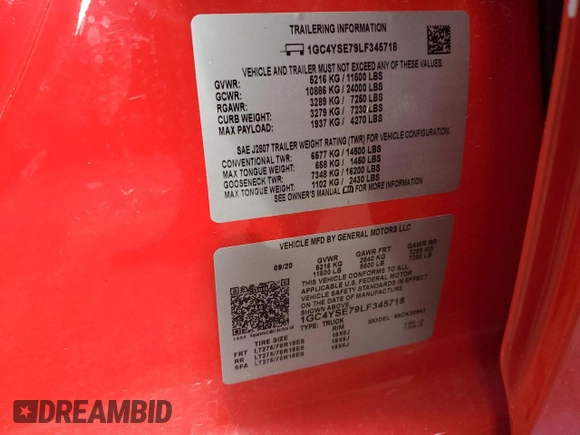 TRAILERING INFORMATION
1GC4YSE79LF345718
VEHICLE AND TRAILER MUST NOT EXCEED ANY OF THESE VALUES.
GVWR: 5216 KG / 11500 LBS
GCWR: 10886 KG / 24000 LBS
RGAWR: 3289 KG / 7250 LBS
CURB WEIGHT: 3279 KG / 7230 LBS
MAX PAYLOAD: 1937 KG / 4270 LBS
SAE J2807 TRAILER WEIGHT RATING (TWR) FOR VEHICLE CONFIGURATION.
CONVENTIONAL TWR: 6577 KG / 14500 LBS
MAX TONGUE WEIGHT: 658 KG / 1450 LBS
GOOSENECK TWR: 7348 KG / 16200 LBS
MAX TONGUE WEIGHT: 1102 KG / 2430 LBS
SEE OWNER'S MANUAL FOR MORE INFORMATION
VEHICLE MFD BY GENERAL MOTORS LLC
GVWR GAWR FRT GAWR RR
09/20 5216 KG 2540 KG 3289 KG
11500 LB 5600 LB 7250 LB
THIS VEHICLE CONFORMS TO ALL
APPLICABLE U.S. FEDERAL MOTOR
VEHICLE SAFETY STANDARDS IN EFFECT
ON THE DATE OF MANUFACTURE
SHOWN ABOVE.
1GC4YSE79LF345718
TYPE: TRUCK MODEL:
TIRE SIZE RIM
FRT LT275/70R18ES 18X8J
RR LT275/70R18ES 18X8J
SPA LT275/70R18ES 18X8J
DREAMBID